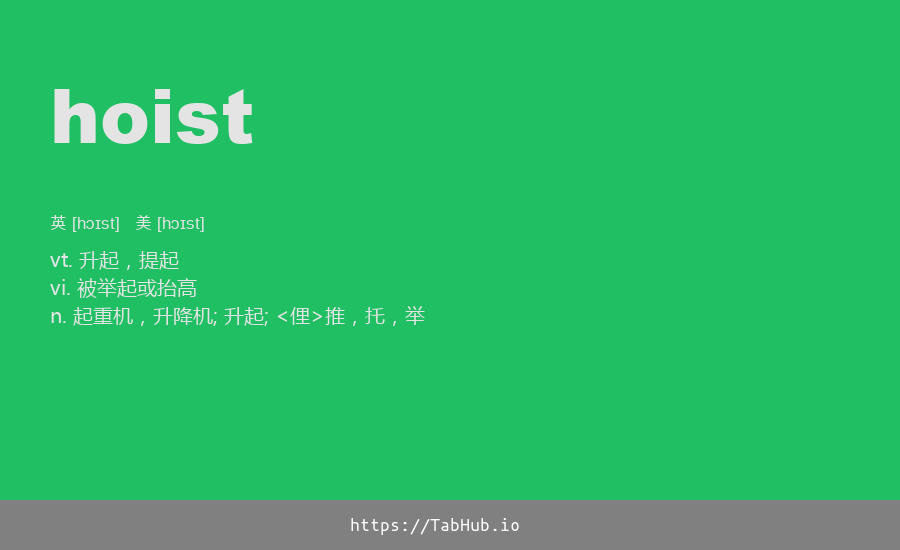 hoist
英 [hɔɪst] 美 [hɔɪst]
vt. 升起，提起
vi. 被举起或抬高
n. 起重机，升降机; 升起; <俚>推，托，举
https://TabHub.io